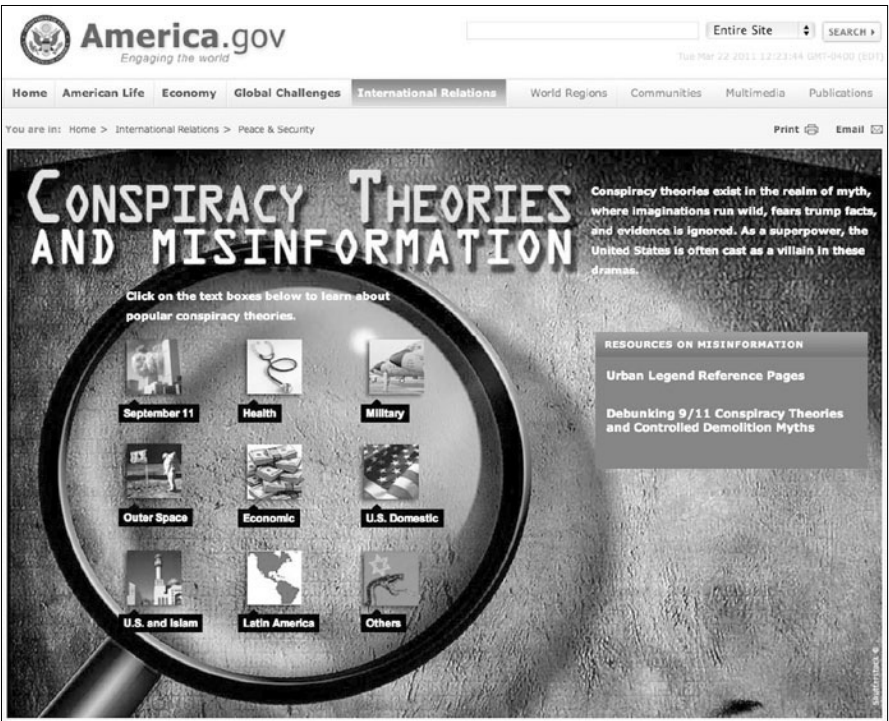 America.gov
Engaging the world
Entire Site
SEARCH
Tue Mar 22 2011 12:23:44 GMT-0400 (EDT)
Home American Life Economy Global Challenges International Relations World Regions Communities Multimedia Publications
You are in: Home > International Relations > Peace & Security
Print Email
CONSPIRACY THEORIES
AND MISINFORMATION
Conspiracy theories exist in the realm of myth,
where imaginations run wild, fears trump facts,
and evidence is ignored. As a superpower, the
United States is often cast as a villain in these
dramas.
Click on the text boxes below to learn about
popular conspiracy theories.
September 11 Health Military
Outer Space Economic U.S. Domestic
U.S. and Islam Latin America Others
RESOURCES ON MISINFORMATION
Urban Legend Reference Pages
Debunking 9/11 Conspiracy Theories
and Controlled Demolition Myths
Shutterstock ©